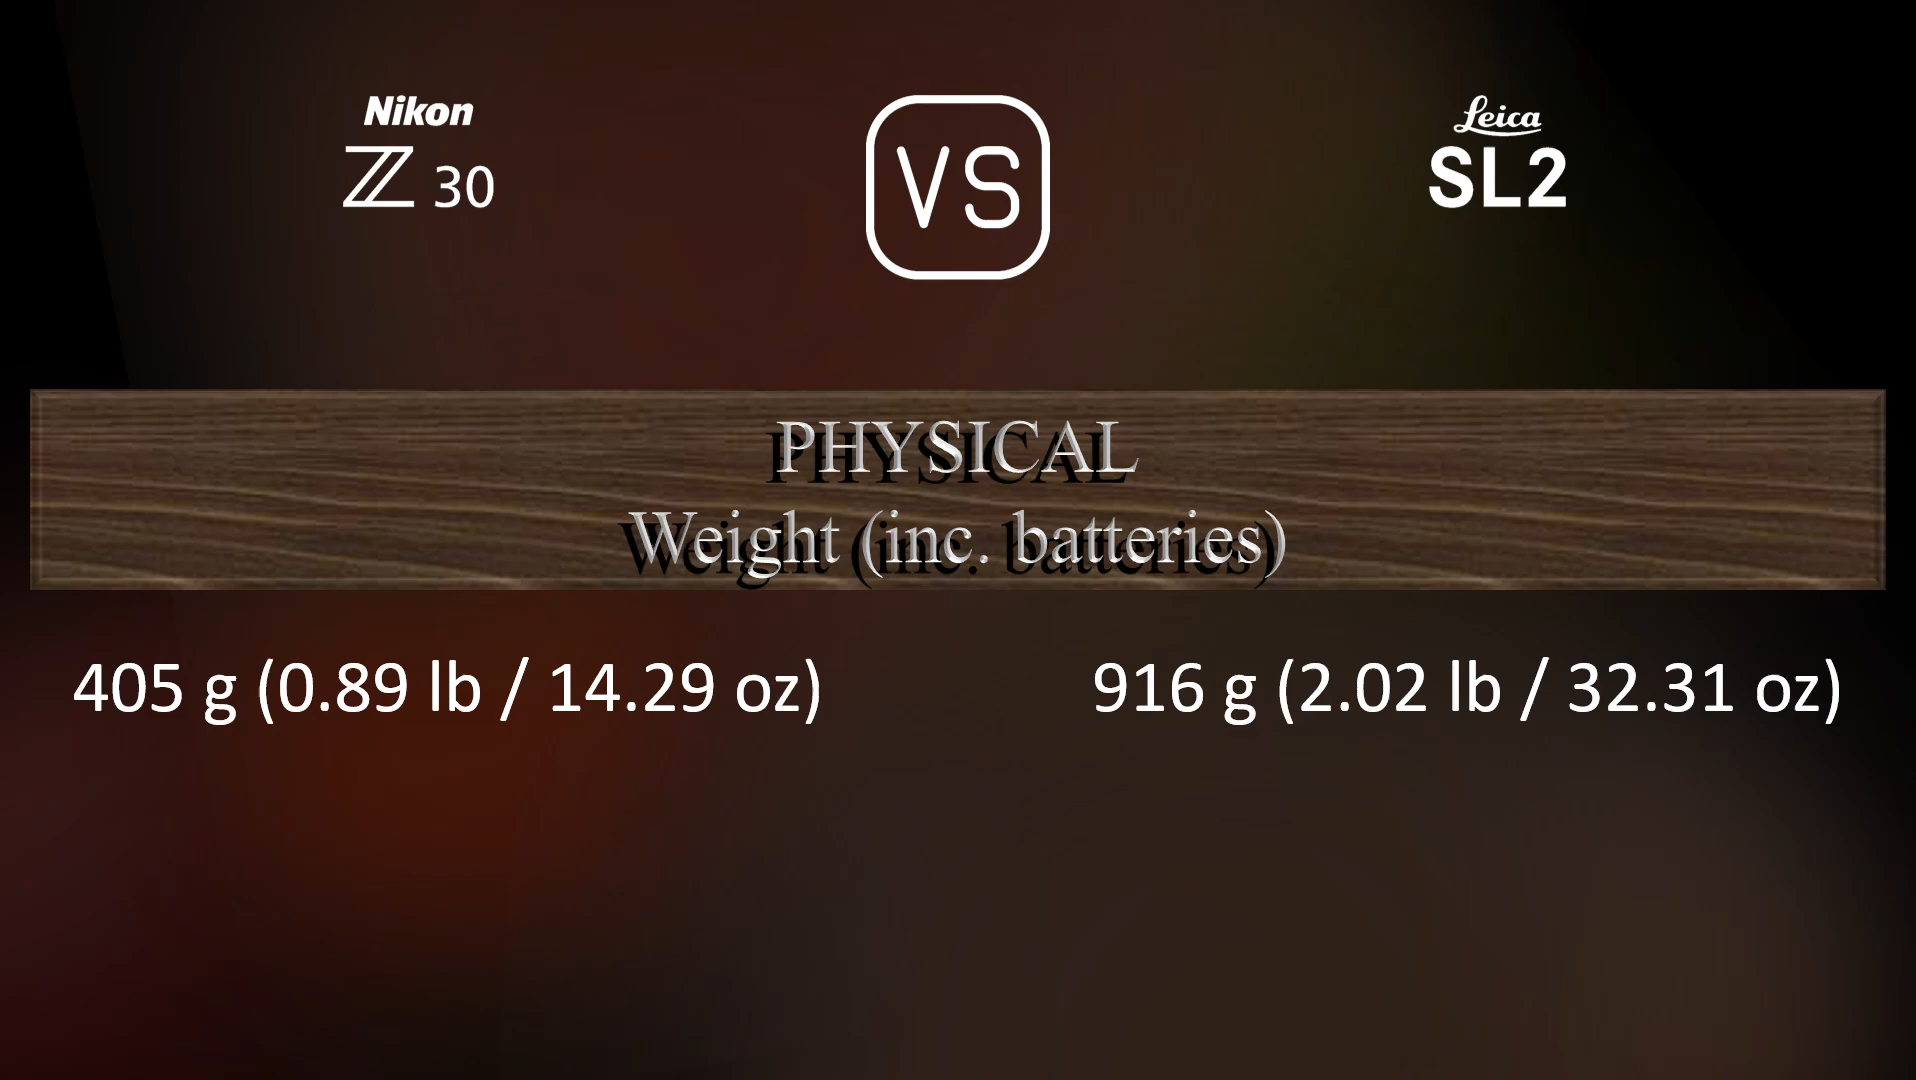 Nikon
Z 30
VS
Leica
SL2
PHYSICAL
Weight (inc. batteries)
405 g (0.89 lb / 14.29 oz)
916 g (2.02 lb / 32.31 oz)